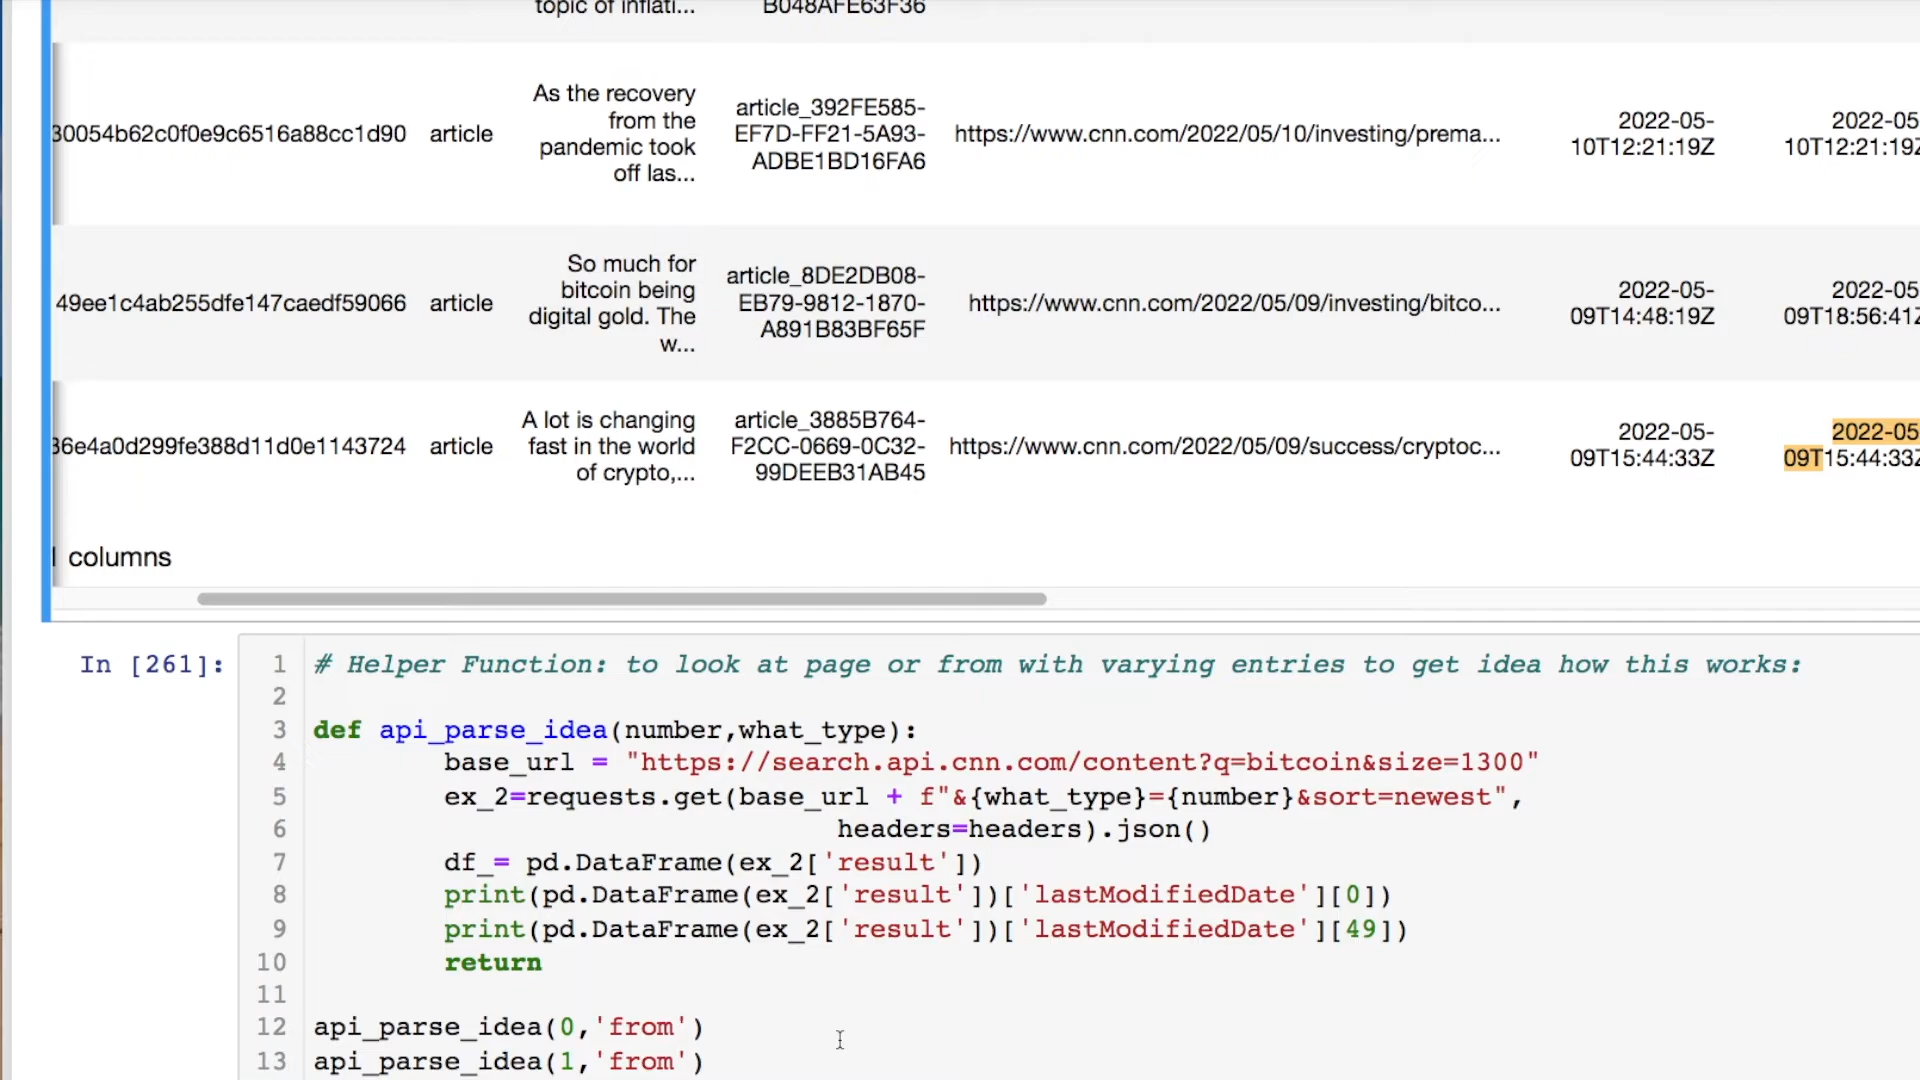 topic of inflati... B048AFE63F36
As the recovery
from the
pandemic took
off las...
30054b62c0f0e9c6516a88cc1d90 article
article_392FE585-
EF7D-FF21-5A93-
ADBE1BD16FA6
https://www.cnn.com/2022/05/10/investing/prema...
2022-05-
10T12:21:19Z
2022-05
10T12:21:19Z
So much for
bitcoin being
digital gold. The
w...
49ee1c4ab255dfe147caedf59066 article
article_8DE2DB08-
EB79-9812-1870-
A891B83BF65F
https://www.cnn.com/2022/05/09/investing/bitco...
2022-05-
09T14:48:19Z
2022-05
09T18:56:41Z
A lot is changing
fast in the world
of crypto,...
36e4a0d299fe388d11d0e1143724 article
article_3885B764-
F2CC-0669-0C32-
99DEEB31AB45
https://www.cnn.com/2022/05/09/success/cryptoc...
2022-05-
09T15:44:33Z
2022-05
09T15:44:33Z
columns
In [261]:
1 # Helper Function: to look at page or from with varying entries to get idea how this works:
2
3 def api_parse_idea(number,what_type):
4 base_url = "https://search.api.cnn.com/content?q=bitcoin&size=1300"
5 ex_2=requests.get(base_url + f"&{what_type}={number}&sort=newest",
6 headers=headers).json()
7 df_= pd.DataFrame(ex_2['result'])
8 print(pd.DataFrame(ex_2['result'])['lastModifiedDate'][0])
9 print(pd.DataFrame(ex_2['result'])['lastModifiedDate'][49])
10 return
11
12 api_parse_idea(0,'from')
13 api_parse_idea(1,'from')